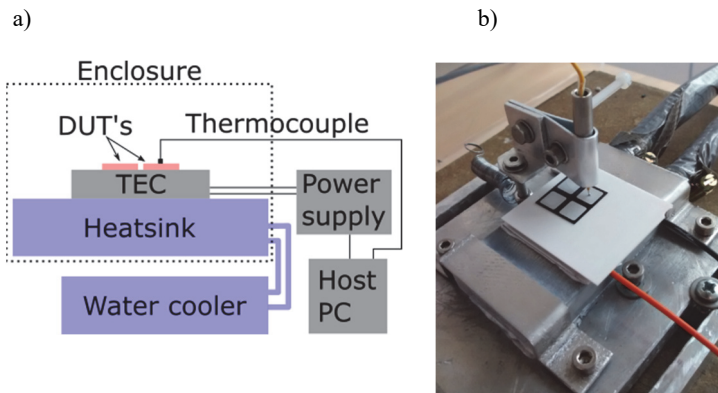 a)
b)
Enclosure
DUT's
Thermocouple
TEC
Power
supply
Heatsink
Host
PC
Water cooler